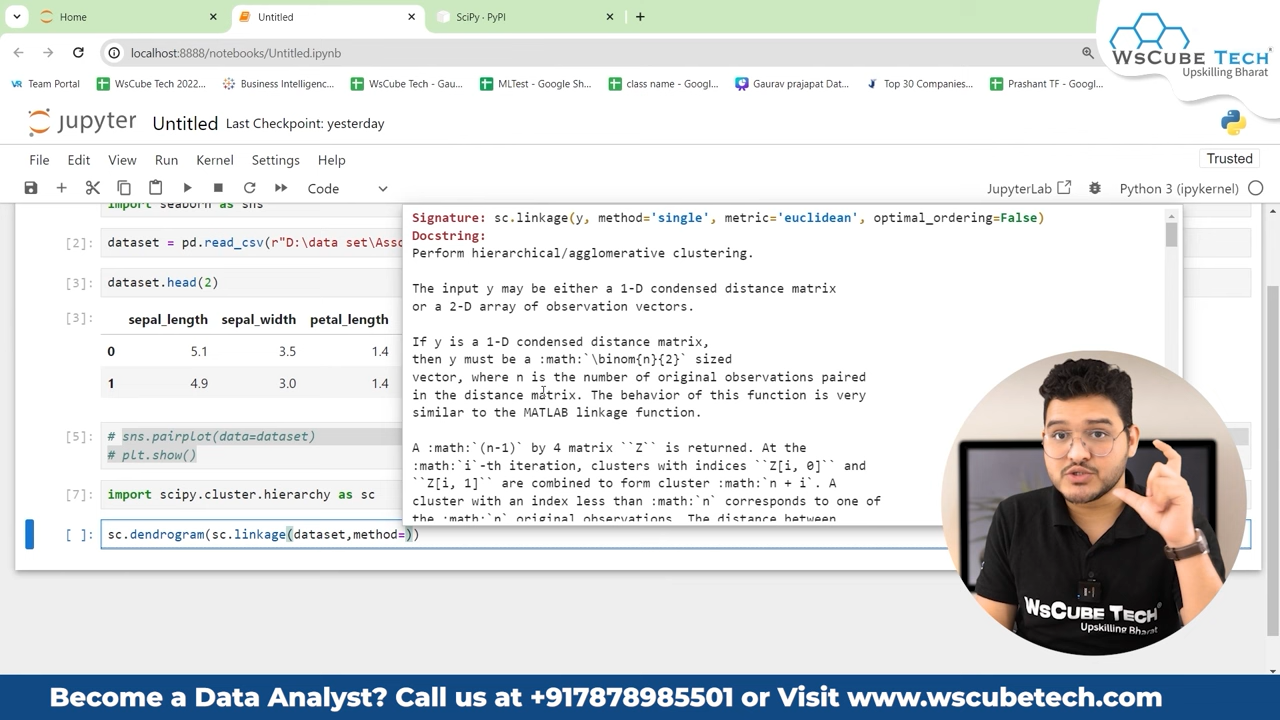 Home
Untitled
SciPy · PyPI
WsCUBE TECH
Upskilling Bharat
localhost:8888/notebooks/Untitled.ipynb
VR Team Portal
WsCube Tech 2022...
Business Intelligenc...
WsCube Tech - Gau...
MLTest - Google Sh...
class name - Googl...
Gaurav prajapat Dat...
Top 30 Companies...
Prashant TF - Googl...
jupyter Untitled Last Checkpoint: yesterday
File Edit View Run Kernel Settings Help
Trusted
Code
JupyterLab
Python 3 (ipykernel)
import seaborn as sns
[2]: dataset = pd.read_csv(r"D:\data set\Asso
[3]: dataset.head(2)
[3]: sepal_length sepal_width petal_length
0 5.1 3.5 1.4
1 4.9 3.0 1.4
[5]: # sns.pairplot(data=dataset)
# plt.show()
[7]: import scipy.cluster.hierarchy as sc
[ ]: sc.dendrogram(sc.linkage(dataset,method=))
Signature: sc.linkage(y, method='single', metric='euclidean', optimal_ordering=False)
Docstring:
Perform hierarchical/agglomerative clustering.
The input y may be either a 1-D condensed distance matrix
or a 2-D array of observation vectors.
If y is a 1-D condensed distance matrix,
then y must be a :math:`\binom{n}{2}` sized
vector, where n is the number of original observations paired
in the distance matrix. The behavior of this function is very
similar to the MATLAB linkage function.
A :math:`(n-1)` by 4 matrix ``Z`` is returned. At the
:math:`i`-th iteration, clusters with indices ``Z[i, 0]`` and
``Z[i, 1]`` are combined to form cluster :math:`n + i`. A
cluster with an index less than :math:`n` corresponds to one of
the :math:`n` original observations. The distance between
WsCUBE TECH
Upskilling Bharat
Become a Data Analyst? Call us at +917878985501 or Visit www.wscubetech.com